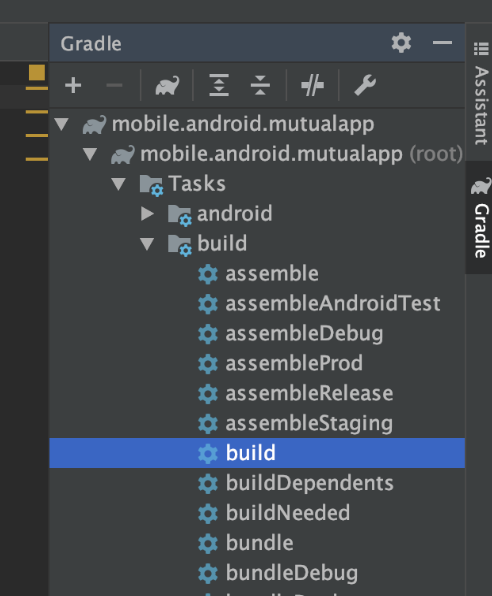 Gradle
mobile.android.mutualapp
mobile.android.mutualapp (root)
Tasks
android
build
assemble
assembleAndroidTest
assembleDebug
assembleProd
assembleRelease
assembleStaging
build
buildDependents
buildNeeded
bundle
bundleDebug
Assistant
Gradle